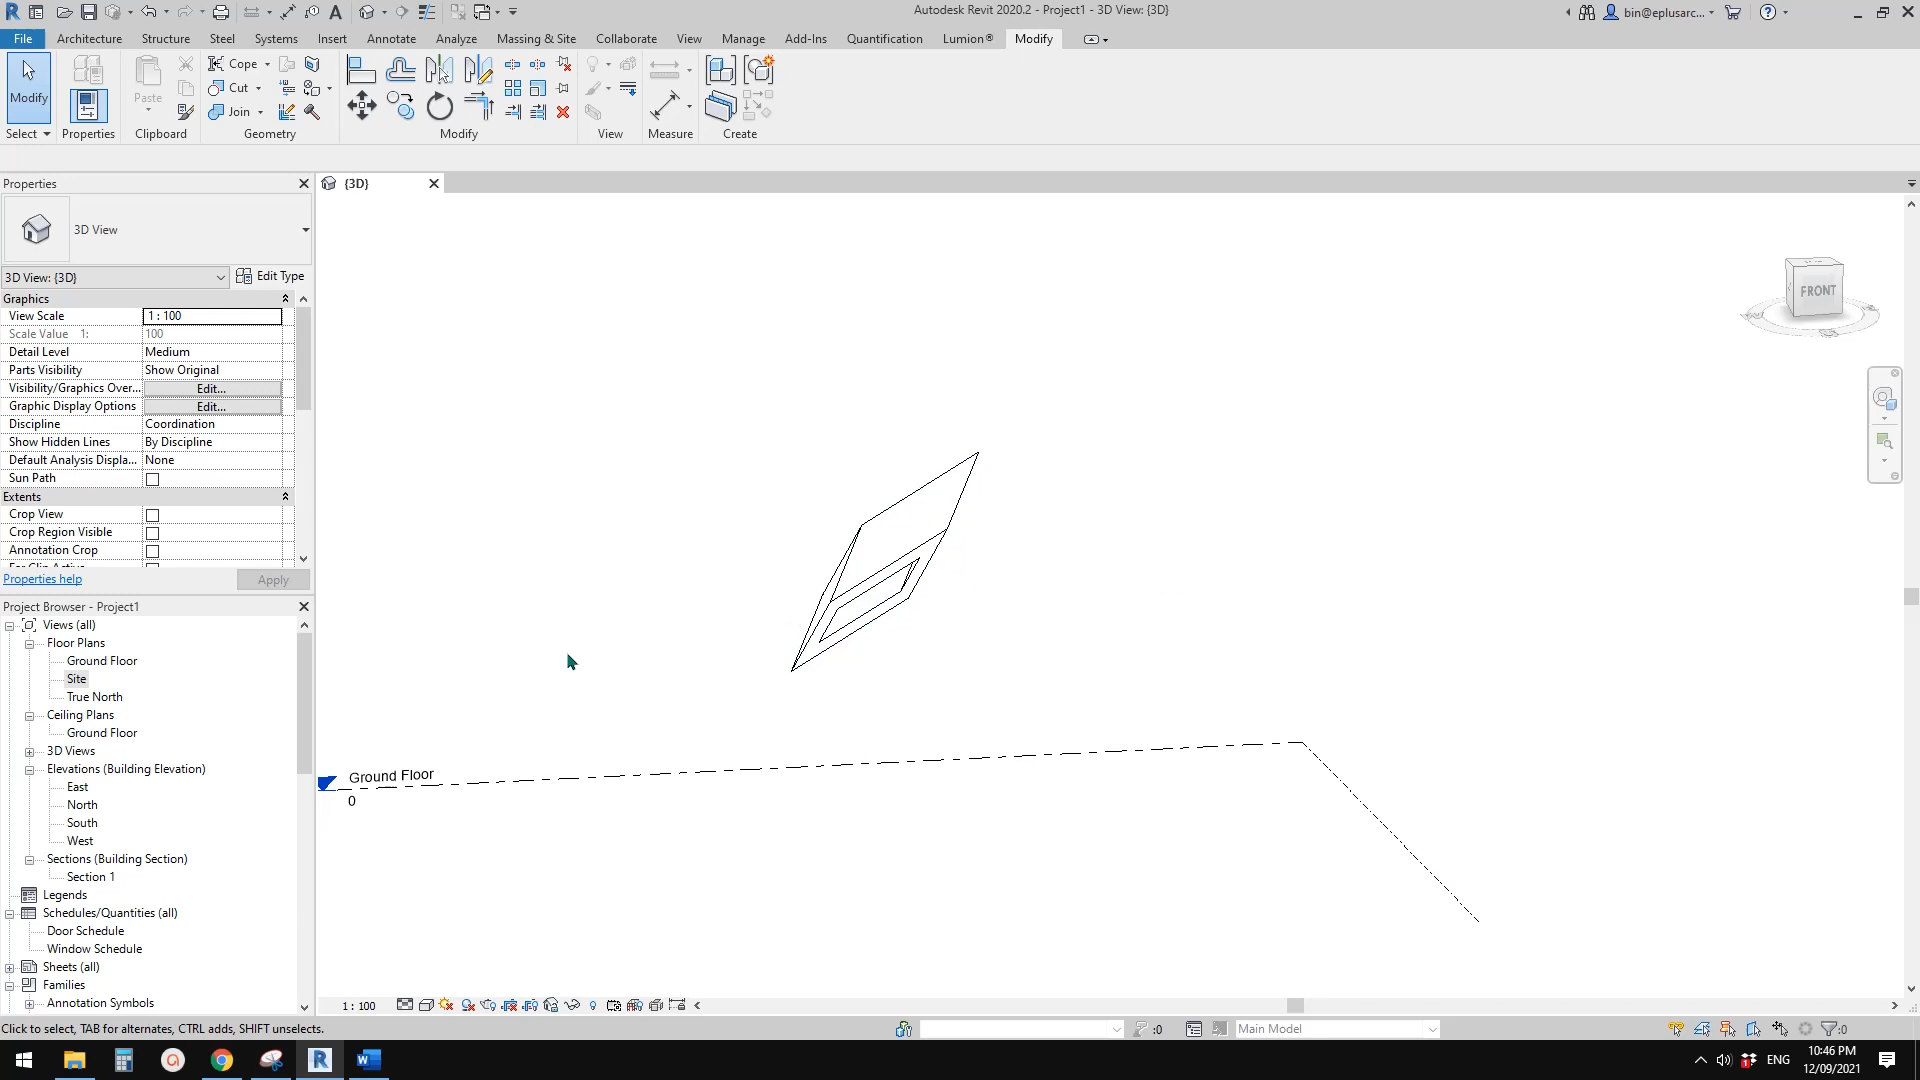 Autodesk Revit 2020.2 - Project1 - 3D View: {3D}
bin@eplusarc...
File Architecture Structure Steel Systems Insert Annotate Analyze Massing & Site Collaborate View Manage Add-Ins Quantification Lumion® Modify
Modify
Paste
Cope
Cut
Join
Select Properties Clipboard Geometry Modify View Measure Create
Properties
{3D}
3D View
3D View: {3D} Edit Type
Graphics
View Scale 1 : 100
Scale Value 1: 100
Detail Level Medium
Parts Visibility Show Original
Visibility/Graphics Over... Edit...
Graphic Display Options Edit...
Discipline Coordination
Show Hidden Lines By Discipline
Default Analysis Displa... None
Sun Path
Extents
Crop View
Crop Region Visible
Annotation Crop
Properties help Apply
Project Browser - Project1
Views (all)
Floor Plans
Ground Floor
Site
True North
Ceiling Plans
Ground Floor
3D Views
Elevations (Building Elevation)
East
North
South
West
Sections (Building Section)
Section 1
Legends
Schedules/Quantities (all)
Door Schedule
Window Schedule
Sheets (all)
Families
Annotation Symbols
FRONT
Ground Floor
0
1 : 100
Click to select, TAB for alternates, CTRL adds, SHIFT unselects.
:0
Main Model
:0
ENG
10:46 PM
12/09/2021